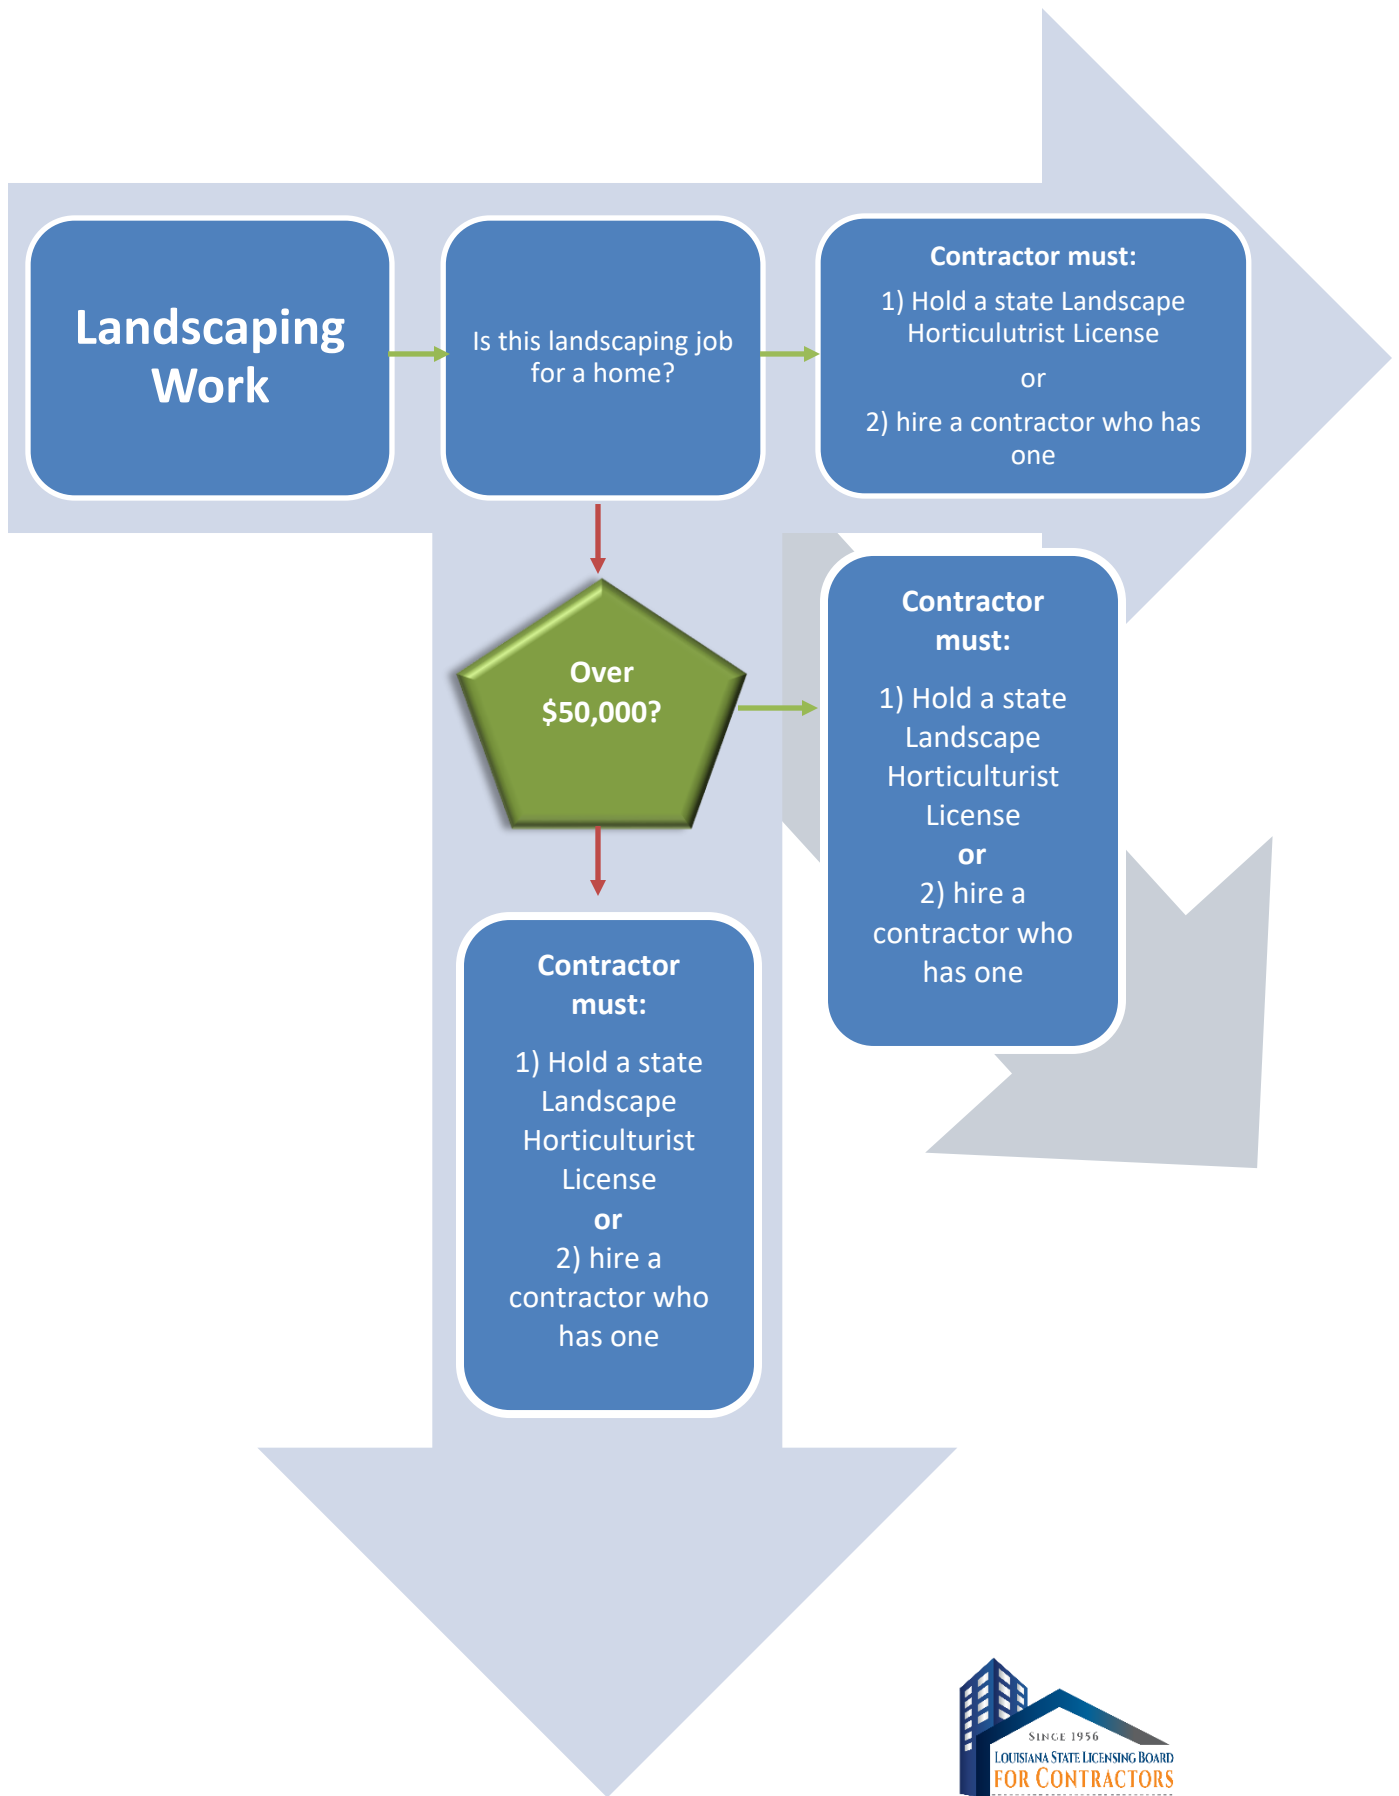 Landscaping
Work
Is this landscaping job
for a home?
Contractor must:
1) Hold a state Landscape
Horticulutrist License
or
2) hire a contractor who has
one
Over
$50,000?
Contractor
must:
1) Hold a state
Landscape
Horticulturist
License
or
2) hire a
contractor who
has one
Contractor
must:
1) Hold a state
Landscape
Horticulturist
License
or
2) hire a
contractor who
has one
SINCE 1956
LOUISIANA STATE LICENSING BOARD
FOR CONTRACTORS